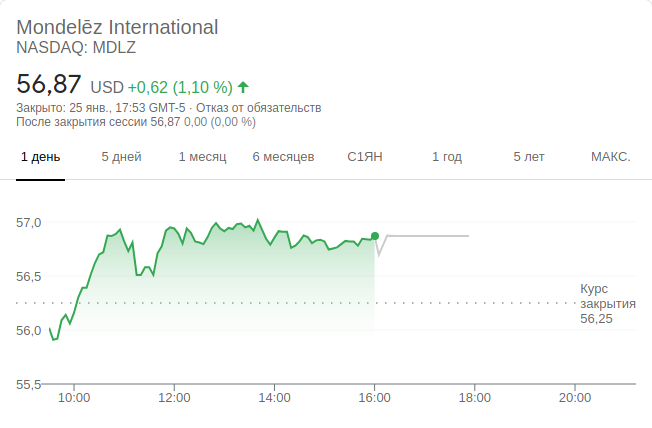 Mondelēz International
NASDAQ: MDLZ
56,87 USD +0,62 (1,10 %)
Закрыто: 25 янв., 17:53 GMT-5 · Отказ от обязательств
После закрытия сессии 56,87 0,00 (0,00 %)
1 день 5 дней 1 месяц 6 месяцев С1ЯН 1 год 5 лет МАКС.
57,0
56,5
Курс
закрытия
56,25
56,0
55,5
10:00 12:00 14:00 16:00 18:00 20:00